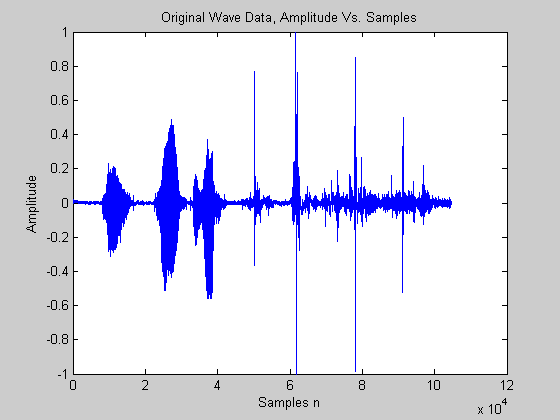 Original Wave Data, Amplitude Vs. Samples
1
0.8
0.6
0.4
0.2
0
-0.2
-0.4
-0.6
-0.8
-1
Amplitude
0 2 4 6 8 10 12
Samples n
x 10^4